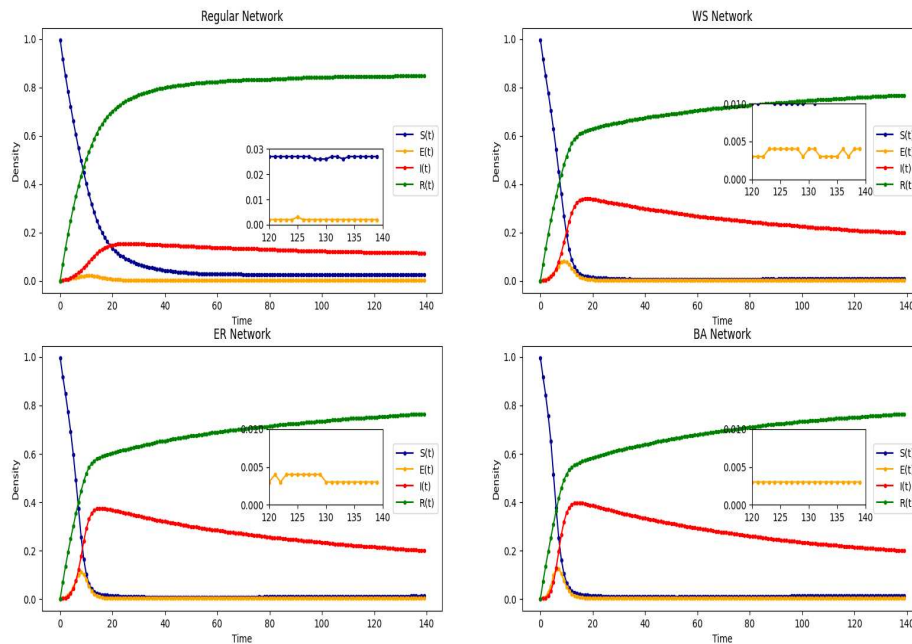 Regular Network
Density
1.0
0.8
0.6
0.4
0.2
0.0
0.03
0.02
0.01
0.00
120 125 130 135 140
S(t)
E(t)
I(t)
R(t)
0 20 40 60 80 100 120 140
Time
WS Network
Density
1.0
0.8
0.6
0.4
0.2
0.0
0.010
0.005
0.000
120 125 130 135 140
S(t)
E(t)
I(t)
R(t)
0 20 40 60 80 100 120 140
Time
ER Network
Density
1.0
0.8
0.6
0.4
0.2
0.0
0.010
0.005
0.000
120 125 130 135 140
S(t)
E(t)
I(t)
R(t)
0 20 40 60 80 100 120 140
Time
BA Network
Density
1.0
0.8
0.6
0.4
0.2
0.0
0.010
0.005
0.000
120 125 130 135 140
S(t)
E(t)
I(t)
R(t)
0 20 40 60 80 100 120 140
Time